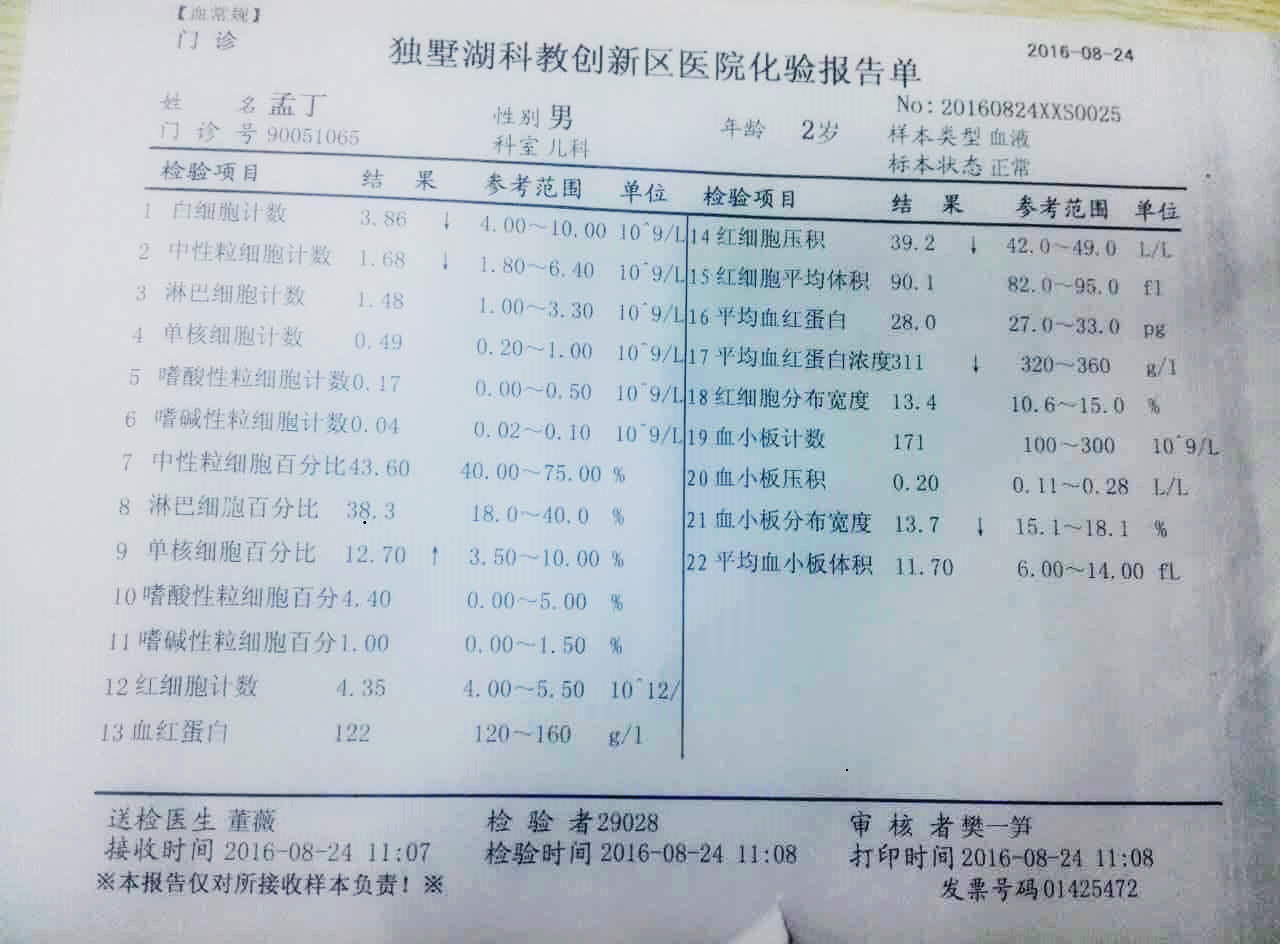 【血常规】
门诊
独墅湖科教创新区医院化验报告单
2016-08-24
姓 名 孟丁 性别 男 年龄 2岁 No: 20160824XXS0025
门诊号 90051065 科室 儿科 样本类型 血液
标本状态 正常
检验项目 结 果 参考范围 单位 检验项目 结 果 参考范围 单位
1 白细胞计数 3.86 ↓ 4.00~10.00 10^9/L 14 红细胞压积 39.2 ↓ 42.0~49.0 L/L
2 中性粒细胞计数 1.68 ↓ 1.80~6.40 10^9/L 15 红细胞平均体积 90.1 82.0~95.0 fl
3 淋巴细胞计数 1.48 1.00~3.30 10^9/L 16 平均血红蛋白 28.0 27.0~33.0 pg
4 单核细胞计数 0.49 0.20~1.00 10^9/L 17 平均血红蛋白浓度311 ↓ 320~360 g/l
5 嗜酸性粒细胞计数0.17 0.00~0.50 10^9/L 18 红细胞分布宽度 13.4 10.6~15.0 %
6 嗜碱性粒细胞计数0.04 0.02~0.10 10^9/L 19 血小板计数 171 100~300 10^9/L
7 中性粒细胞百分比43.60 40.00~75.00 % 20 血小板压积 0.20 0.11~0.28 L/L
8 淋巴细胞百分比 38.3 18.0~40.0 % 21 血小板分布宽度 13.7 ↓ 15.1~18.1 %
9 单核细胞百分比 12.70 ↑ 3.50~10.00 % 22 平均血小板体积 11.70 6.00~14.00 fL
10 嗜酸性粒细胞百分4.40 0.00~5.00 %
11 嗜碱性粒细胞百分1.00 0.00~1.50 %
12 红细胞计数 4.35 4.00~5.50 10^12/
13 血红蛋白 122 120~160 g/l
送检医生 董薇 检 验 者29028 审 核 者 樊一笋
接收时间 2016-08-24 11:07 检验时间 2016-08-24 11:08 打印时间 2016-08-24 11:08
※本报告仅对所接收样本负责！※ 发票号码 01425472